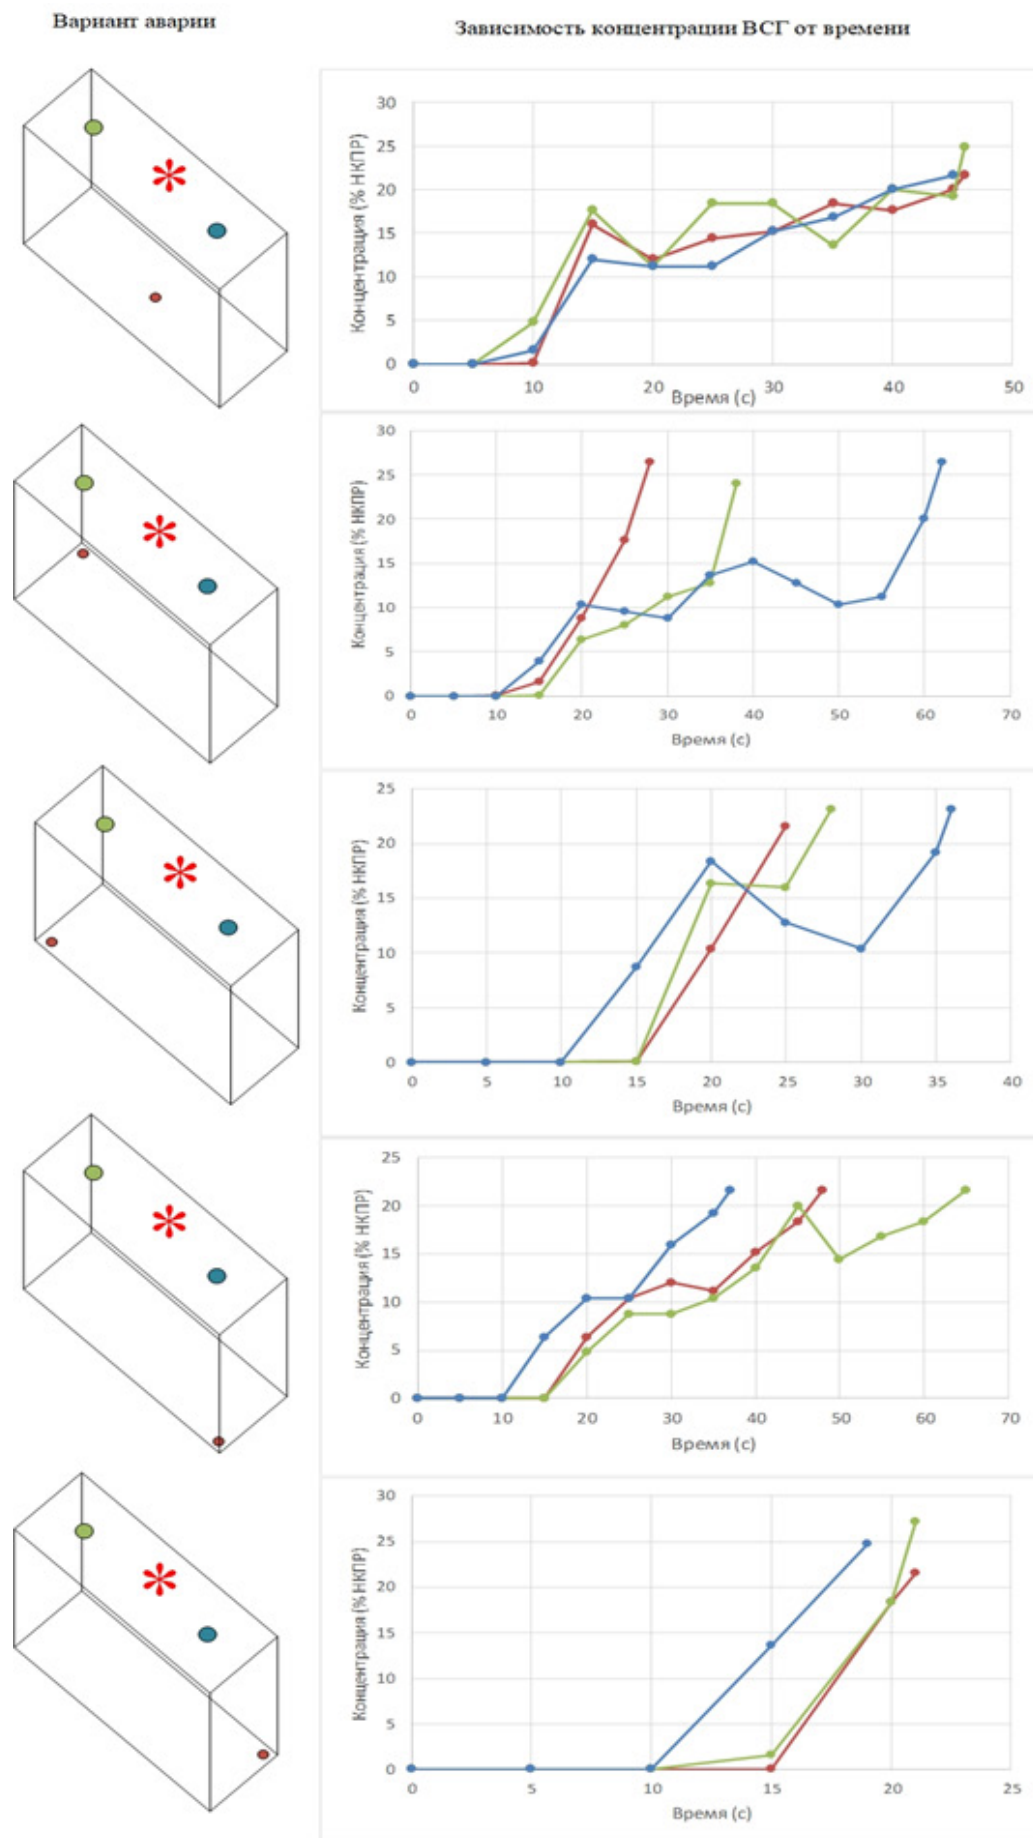 Вариант аварии
Зависимость концентрации ВСГ от времени
Концентрация (% НКПР)
30
25
20
15
10
5
0
0 10 20 30 40 50
Время (с)
Концентрация (% НКПР)
30
25
20
15
10
5
0
0 10 20 30 40 50 60 70
Время (с)
Концентрация (% НКПР)
25
20
15
10
5
0
0 5 10 15 20 25 30 35 40
Время (с)
Концентрация (% НКПР)
25
20
15
10
5
0
0 10 20 30 40 50 60 70
Время (с)
Концентрация (% НКПР)
30
25
20
15
10
5
0
0 5 10 15 20 25
Время (с)